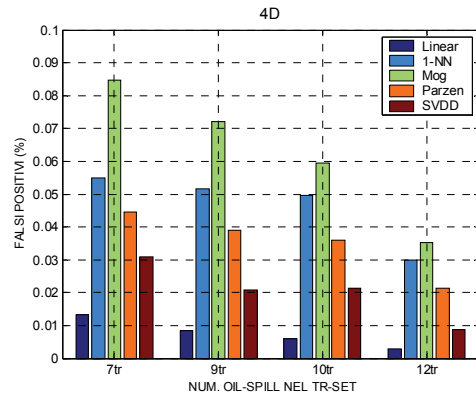 4D
0.1
0.09
0.08
0.07
0.06
0.05
0.04
0.03
0.02
0.01
0
FALSI POSITIVI (%)
Linear
1-NN
Mog
Parzen
SVDD
7tr 9tr 10tr 12tr
NUM. OIL-SPILL NEL TR-SET